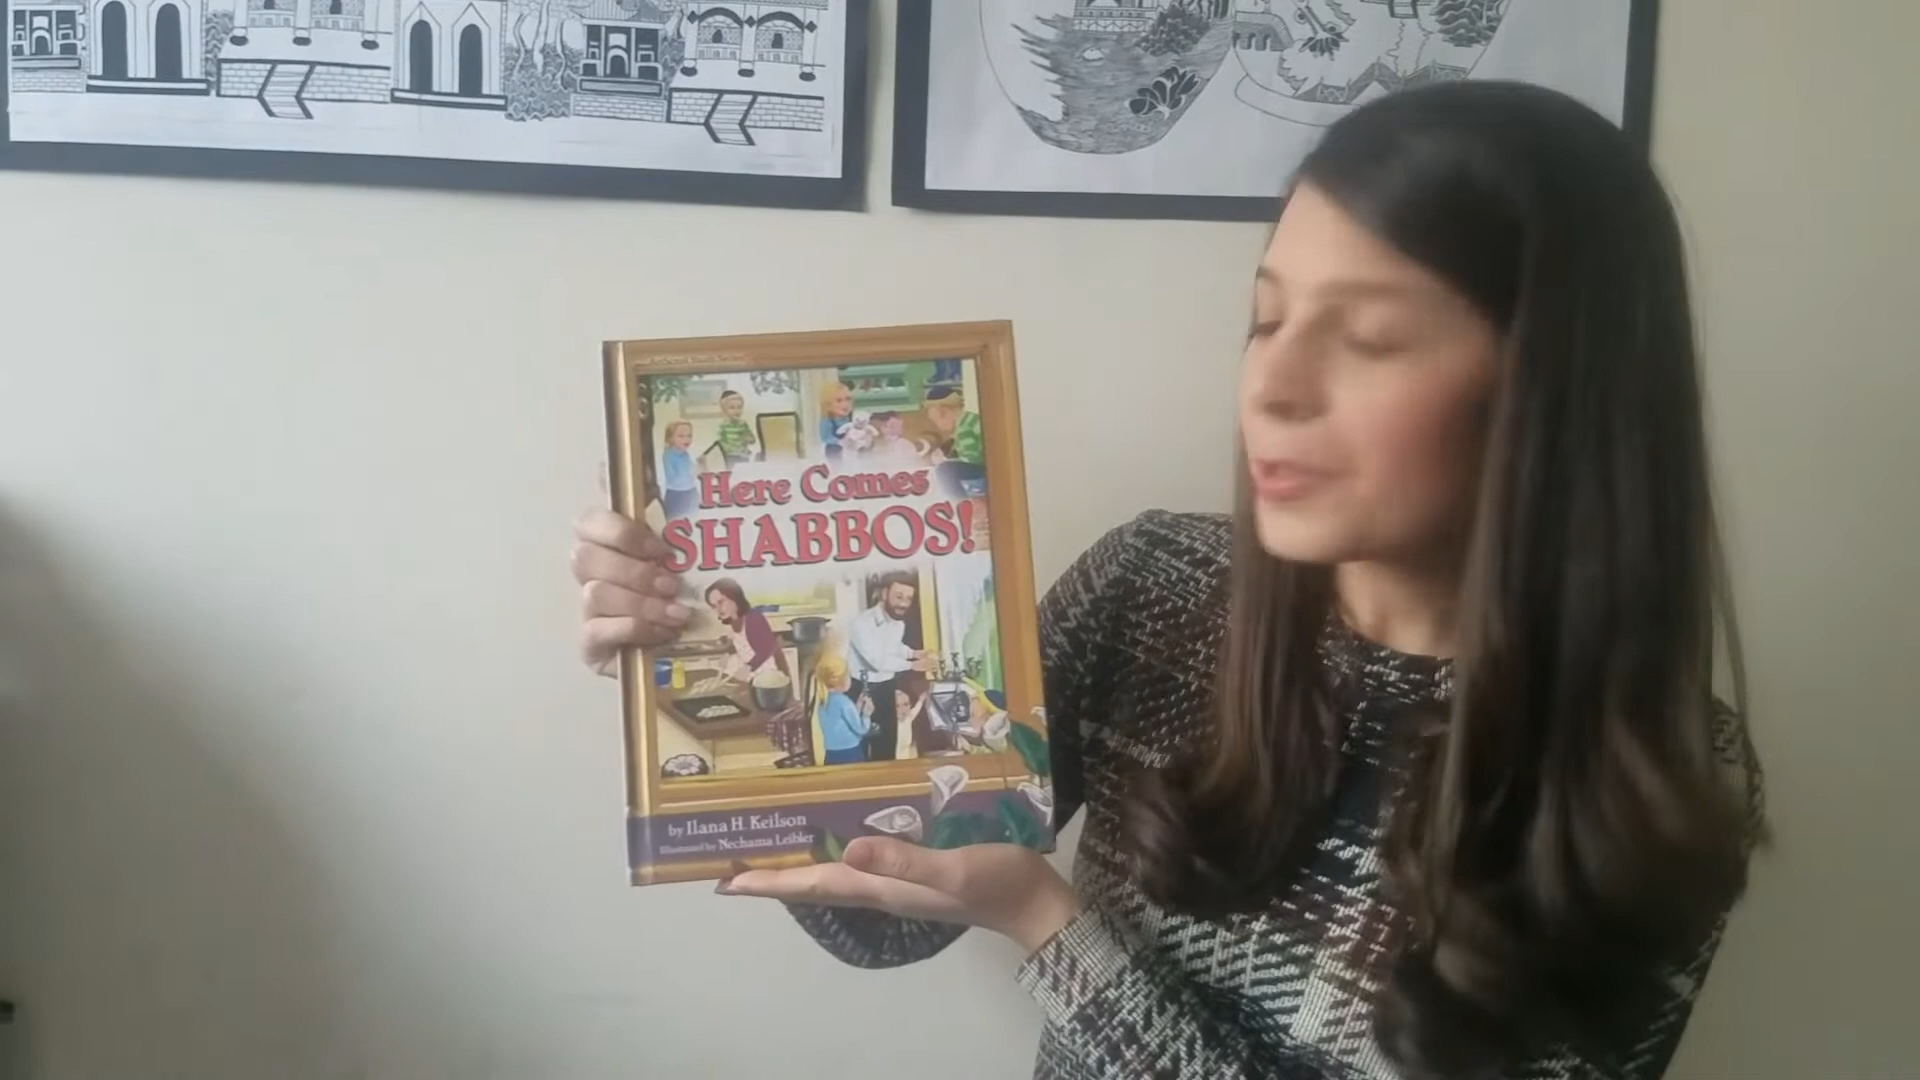 Here Comes
SHABBOS!
by Ilana H. Keilson
Illustrated by Nechama Leibler